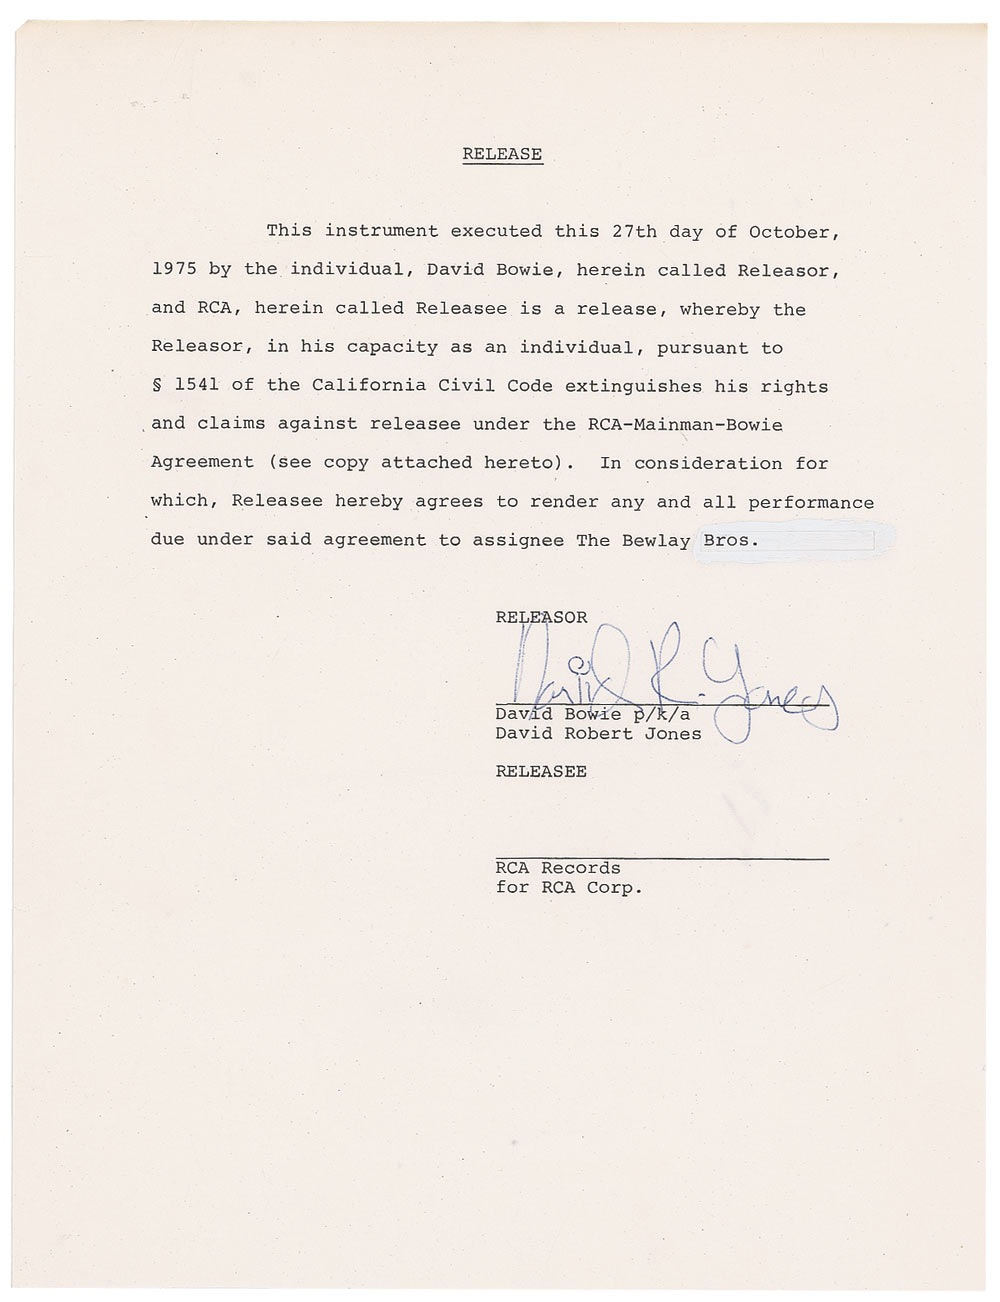 RELEASE
This instrument executed this 27th day of October,
1975 by the individual, David Bowie, herein called Releasor,
and RCA, herein called Releasee is a release, whereby the
Releasor, in his capacity as an individual, pursuant to
§ 1541 of the California Civil Code extinguishes his rights
and claims against releasee under the RCA-Mainman-Bowie
Agreement (see copy attached hereto). In consideration for
which, Releasee hereby agrees to render any and all performance
due under said agreement to assignee The Bewlay Bros.
RELEASOR
David R. Jones
David Bowie p/k/a
David Robert Jones
RELEASEE
RCA Records
for RCA Corp.